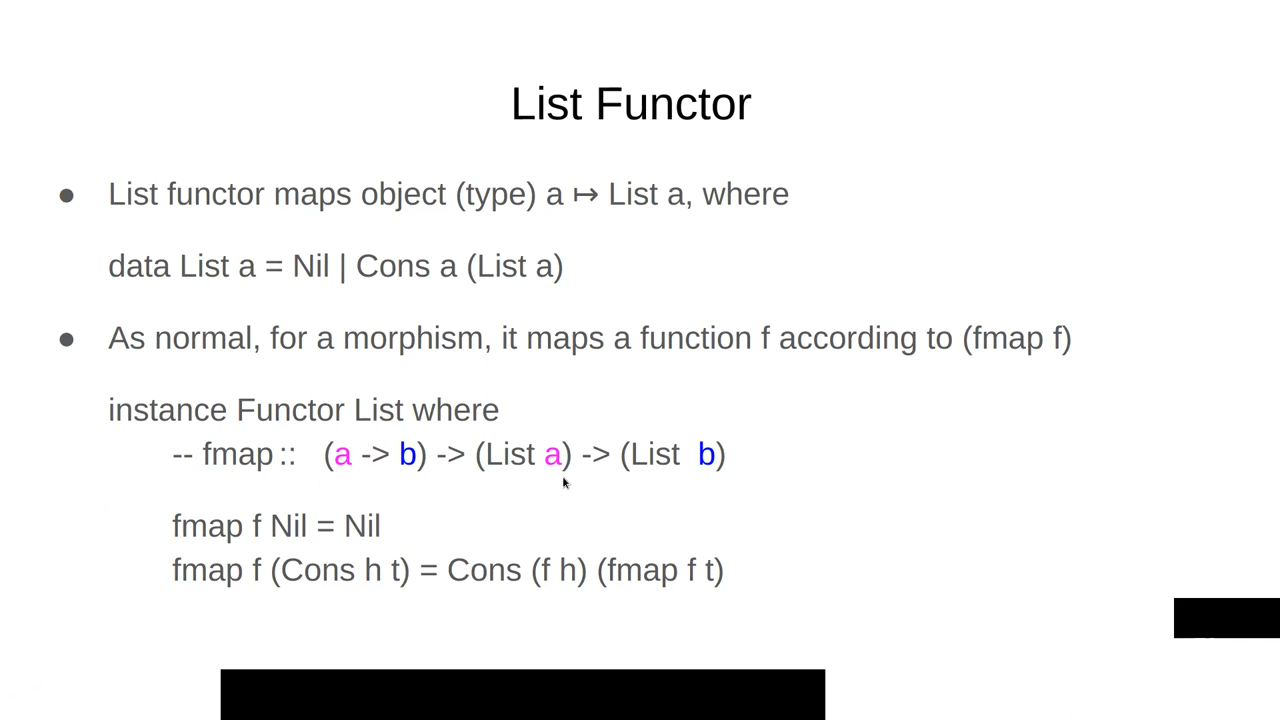 List Functor
● List functor maps object (type) a ↦ List a, where
data List a = Nil | Cons a (List a)
● As normal, for a morphism, it maps a function f according to (fmap f)
instance Functor List where
-- fmap :: (a -> b) -> (List a) -> (List b)
fmap f Nil = Nil
fmap f (Cons h t) = Cons (f h) (fmap f t)